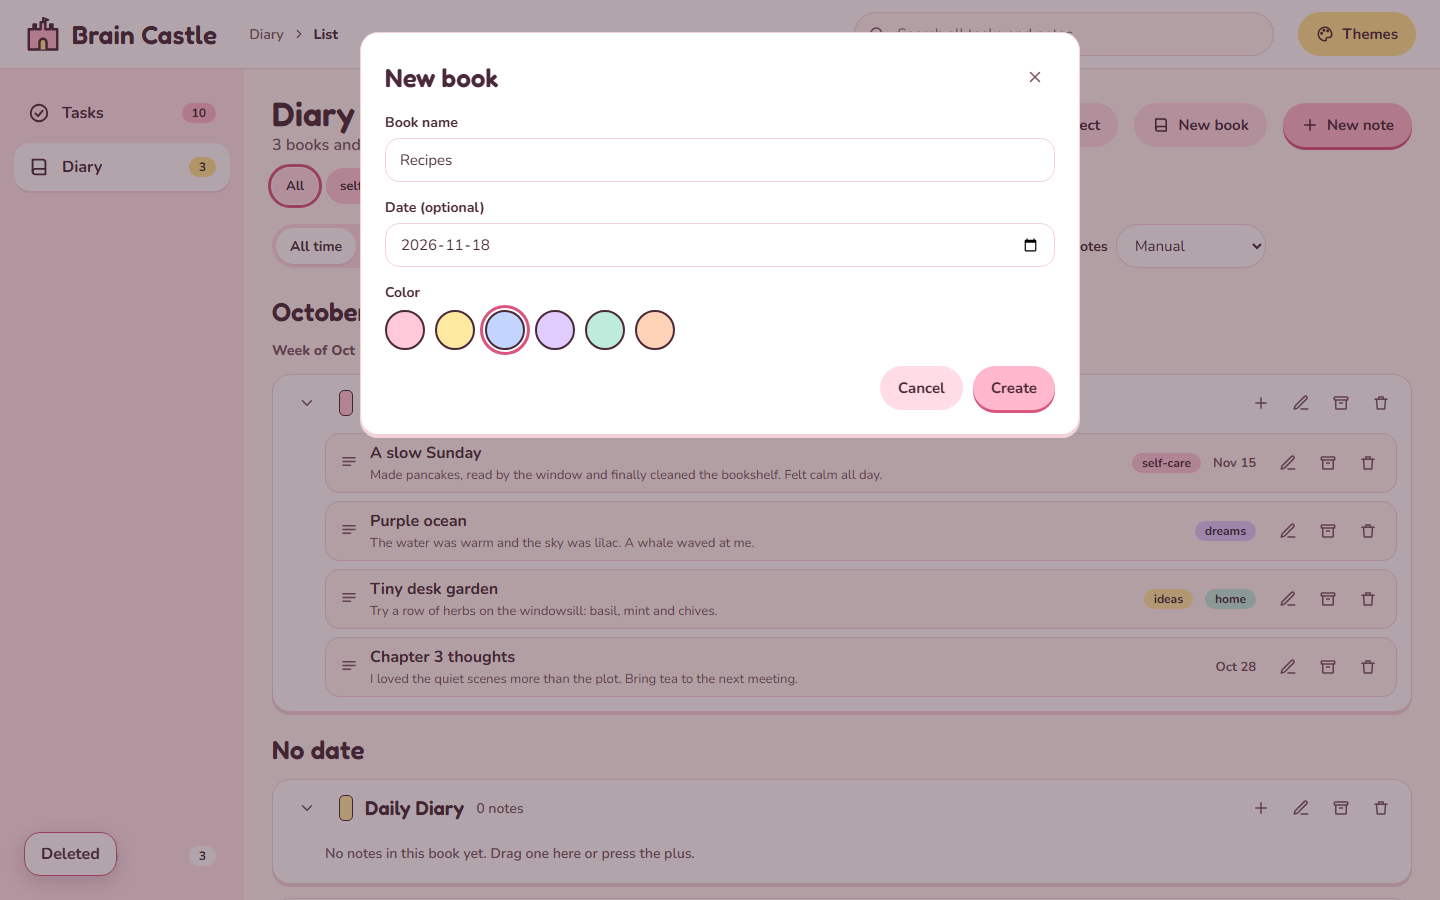 Brain Castle
Diary > List
Themes
Tasks 10
Diary 3
Diary
3 books and
ect
New book
New note
All
self
All time
otes
Manual
October
Week of Oct
New book
Book name
Recipes
Date (optional)
2026-11-18
Color
Cancel
Create
A slow Sunday
Made pancakes, read by the window and finally cleaned the bookshelf. Felt calm all day.
self-care Nov 15
Purple ocean
The water was warm and the sky was lilac. A whale waved at me.
dreams
Tiny desk garden
Try a row of herbs on the windowsill: basil, mint and chives.
ideas home
Chapter 3 thoughts
I loved the quiet scenes more than the plot. Bring tea to the next meeting.
Oct 28
No date
Daily Diary 0 notes
No notes in this book yet. Drag one here or press the plus.
Deleted
3